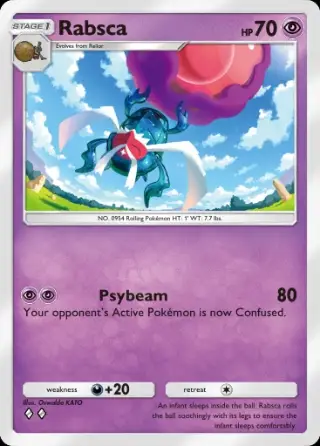 STAGE 1
Rabsca
HP 70
Evolves from Rellor
NO. 0954 Rolling Pokémon HT: 1' WT: 7.7 lbs.
Psybeam 80
Your opponent's Active Pokémon is now Confused.
weakness +20 retreat
Illus. Oswaldo KATO
An infant sleeps inside the ball. Rabsca rolls
the ball soothingly with its legs to ensure the
infant sleeps comfortably.